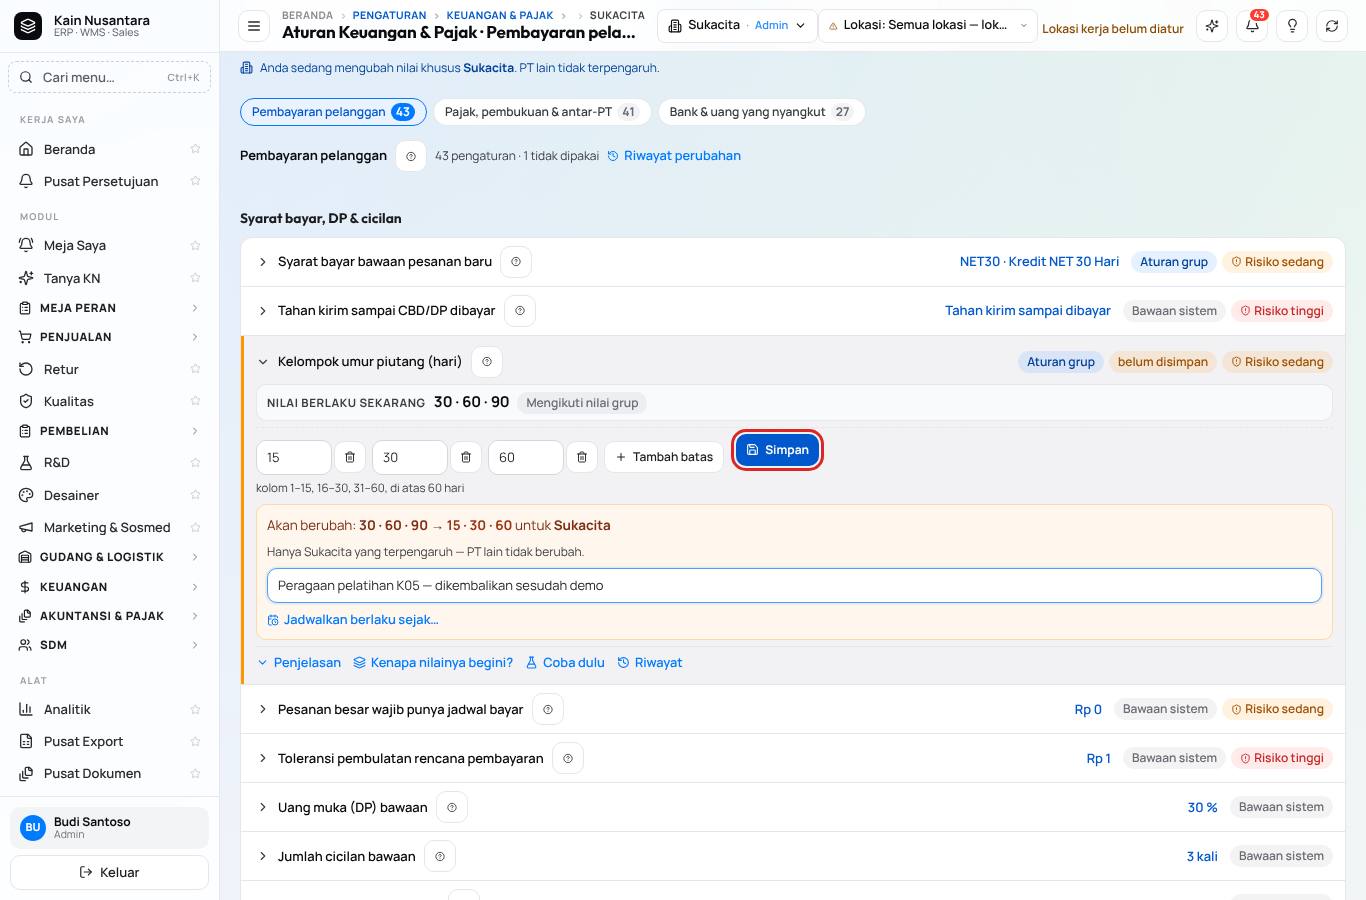 Kain Nusantara
ERP · WMS · Sales
Cari menu... Ctrl+K
KERJA SAYA
Beranda
Pusat Persetujuan
MODUL
Meja Saya
Tanya KN
MEJA PERAN
PENJUALAN
Retur
Kualitas
PEMBELIAN
R&D
Desainer
Marketing & Sosmed
GUDANG & LOGISTIK
KEUANGAN
AKUNTANSI & PAJAK
SDM
ALAT
Analitik
Pusat Export
Pusat Dokumen
BU Budi Santoso
Admin
Keluar
BERANDA > PENGATURAN > KEUANGAN & PAJAK > > SUKACITA
Aturan Keuangan & Pajak · Pembayaran pela...
Sukacita · Admin
Lokasi: Semua lokasi — lok...
Lokasi kerja belum diatur
43
Anda sedang mengubah nilai khusus Sukacita. PT lain tidak terpengaruh.
Pembayaran pelanggan 43
Pajak, pembukuan & antar-PT 41
Bank & uang yang nyangkut 27
Pembayaran pelanggan 43 pengaturan · 1 tidak dipakai Riwayat perubahan
Syarat bayar, DP & cicilan
Syarat bayar bawaan pesanan baru NET30 · Kredit NET 30 Hari Aturan grup Risiko sedang
Tahan kirim sampai CBD/DP dibayar Tahan kirim sampai dibayar Bawaan sistem Risiko tinggi
Kelompok umur piutang (hari) Aturan grup belum disimpan Risiko sedang
NILAI BERLAKU SEKARANG 30 · 60 · 90 Mengikuti nilai grup
15 30 60 + Tambah batas Simpan
kolom 1–15, 16–30, 31–60, di atas 60 hari
Akan berubah: 30 · 60 · 90 → 15 · 30 · 60 untuk Sukacita
Hanya Sukacita yang terpengaruh — PT lain tidak berubah.
Peragaan pelatihan K05 — dikembalikan sesudah demo
Jadwalkan berlaku sejak...
Penjelasan Kenapa nilainya begini? Coba dulu Riwayat
Pesanan besar wajib punya jadwal bayar Rp 0 Bawaan sistem Risiko sedang
Toleransi pembulatan rencana pembayaran Rp 1 Bawaan sistem Risiko tinggi
Uang muka (DP) bawaan 30 % Bawaan sistem
Jumlah cicilan bawaan 3 kali Bawaan sistem